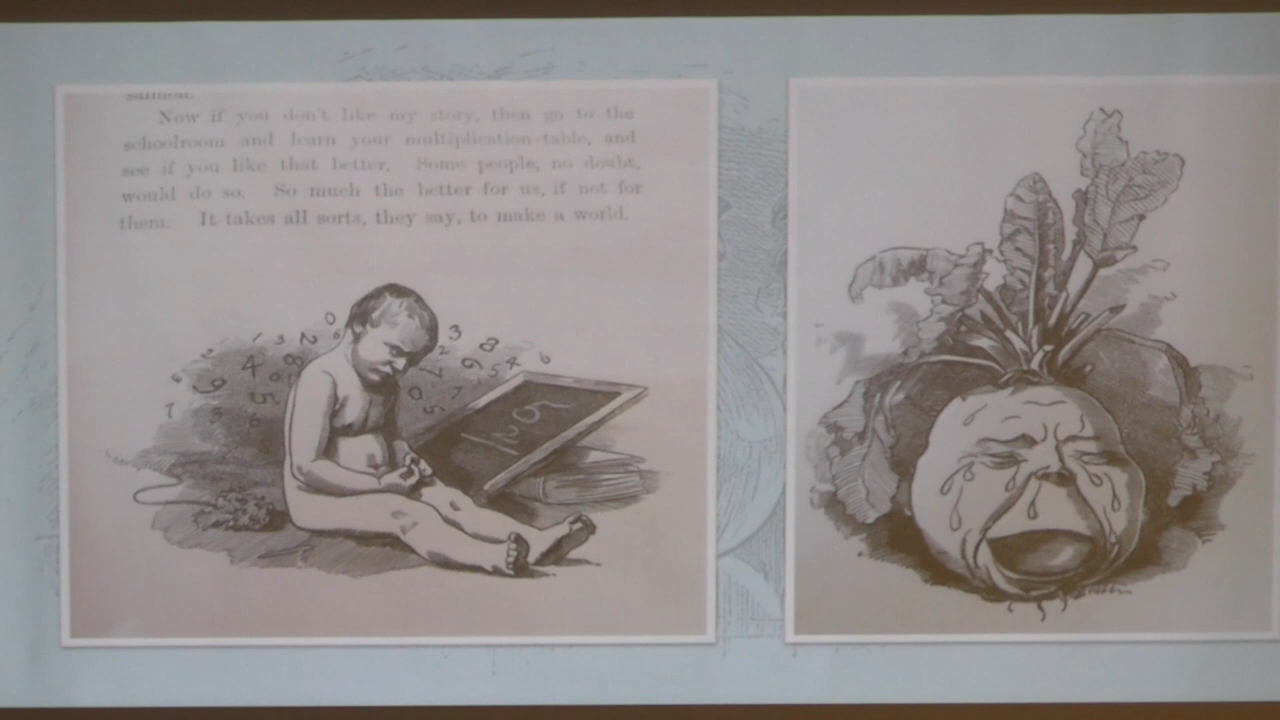 salmon.
Now if you don't like my story, then go to the
schoolroom and learn your multiplication-table, and
see if you like that better. Some people, no doubt,
would do so. So much the better for us, if not for
them. It takes all sorts, they say, to make a world.